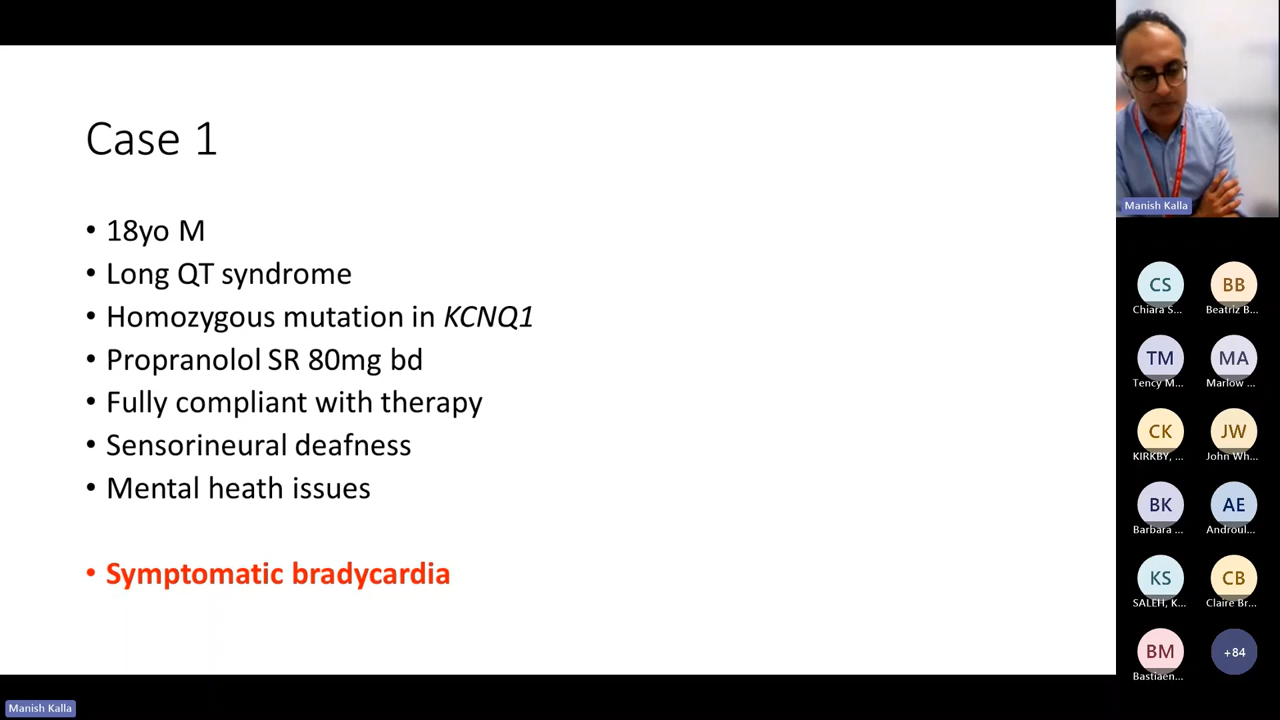 Case 1
• 18yo M
• Long QT syndrome
• Homozygous mutation in KCNQ1
• Propranolol SR 80mg bd
• Fully compliant with therapy
• Sensorineural deafness
• Mental heath issues
• Symptomatic bradycardia
Manish Kalla
CS BB
Chiara S... Beatriz B...
TM MA
Tency M... Marlow ...
CK JW
KIRKBY, ... John Wh...
BK AE
Barbara ... Androul...
KS CB
SALEH, K... Claire Br...
BM +84
Bastiaen...
Manish Kalla